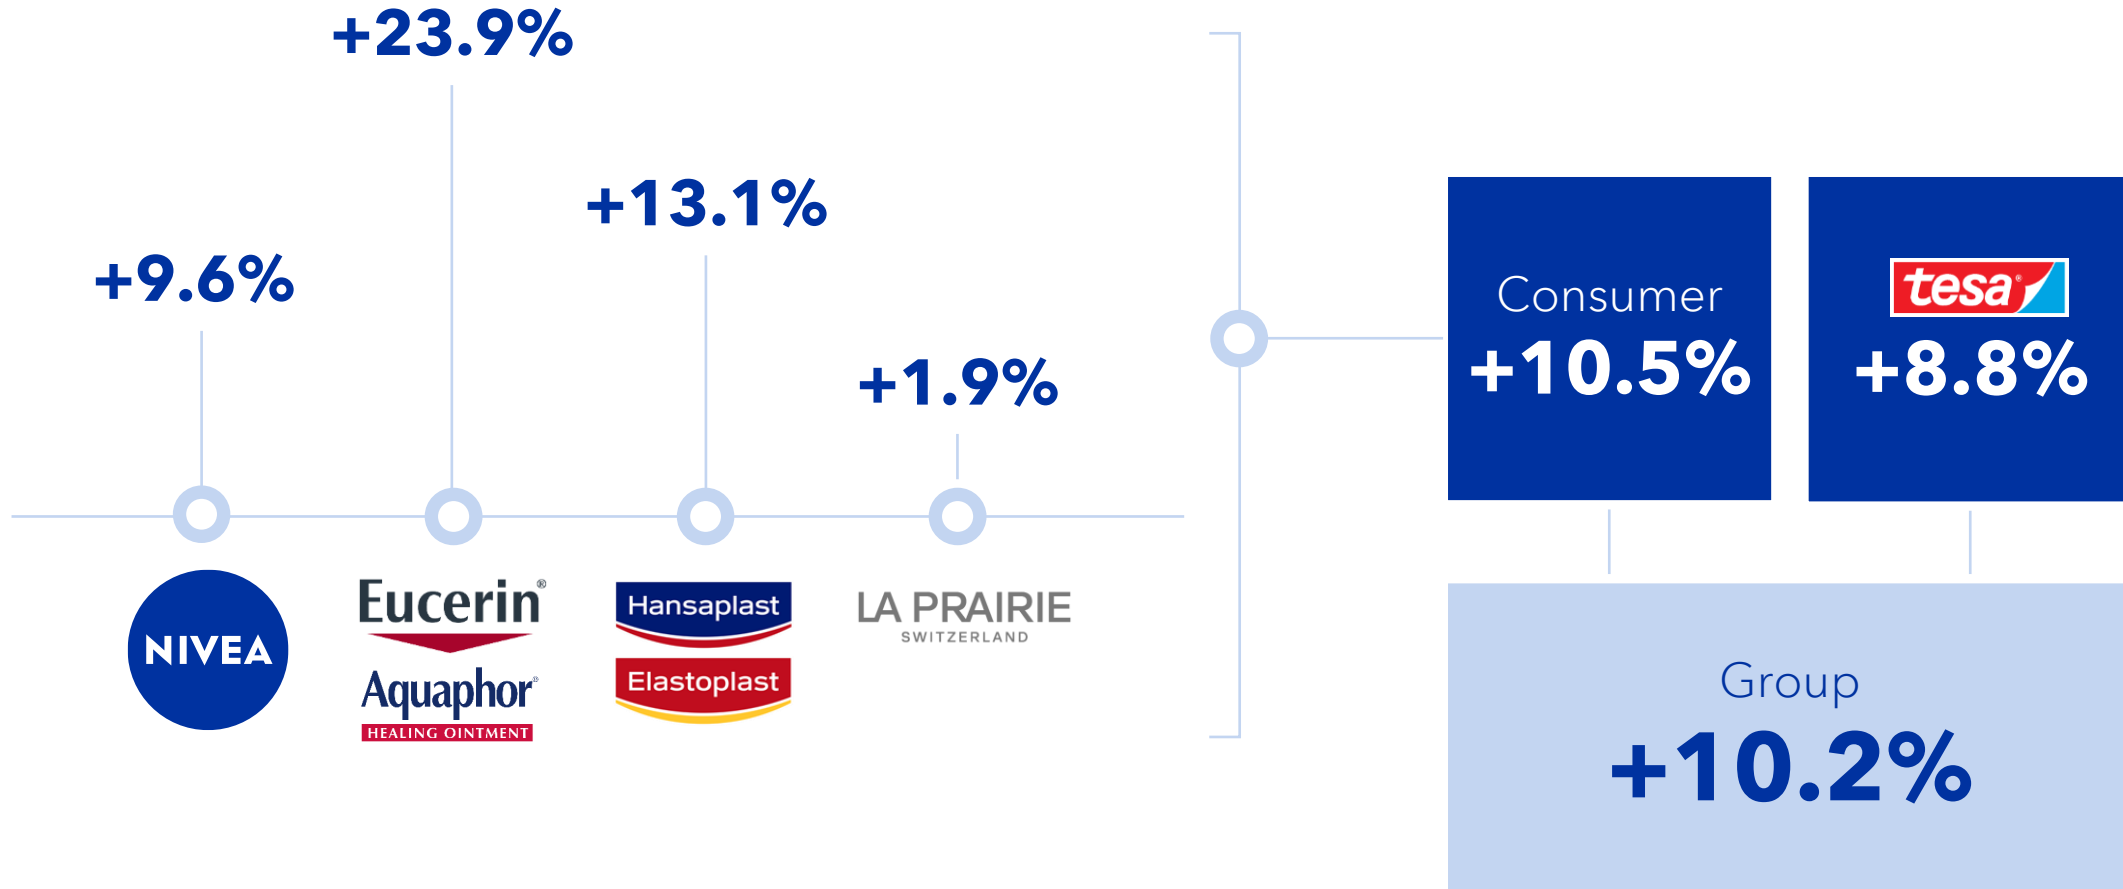 +23.9%
+13.1%
+9.6%
+1.9%
NIVEA
Eucerin®
Aquaphor®
HEALING OINTMENT
Hansaplast
Elastoplast
LA PRAIRIE
SWITZERLAND
Consumer
+10.5%
tesa®
+8.8%
Group
+10.2%